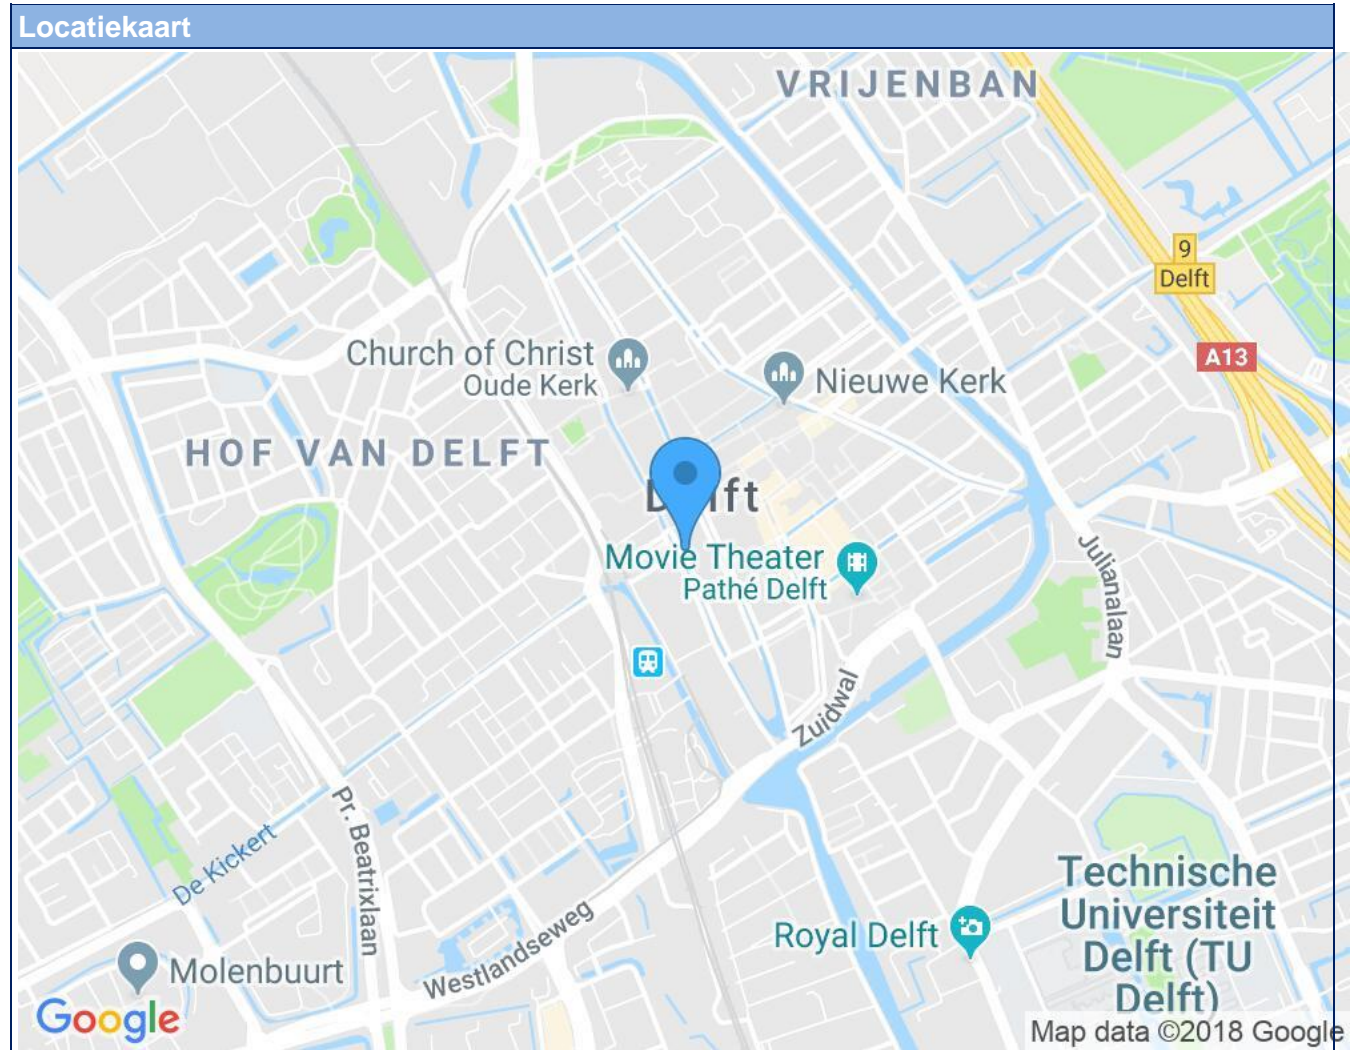 Locatiekaart
VRIJENBAN
9
Delft
A13
Church of Christ
Oude Kerk
Nieuwe Kerk
HOF VAN DELFT
Movie Theater
Pathé Delft
Julianalaan
Zuidwal
Pr. Beatrixlaan
De Kickert
Westlandseweg
Royal Delft
Technische
Universiteit
Delft (TU
Delft)
Molenbuurt
Google
Map data ©2018 Google